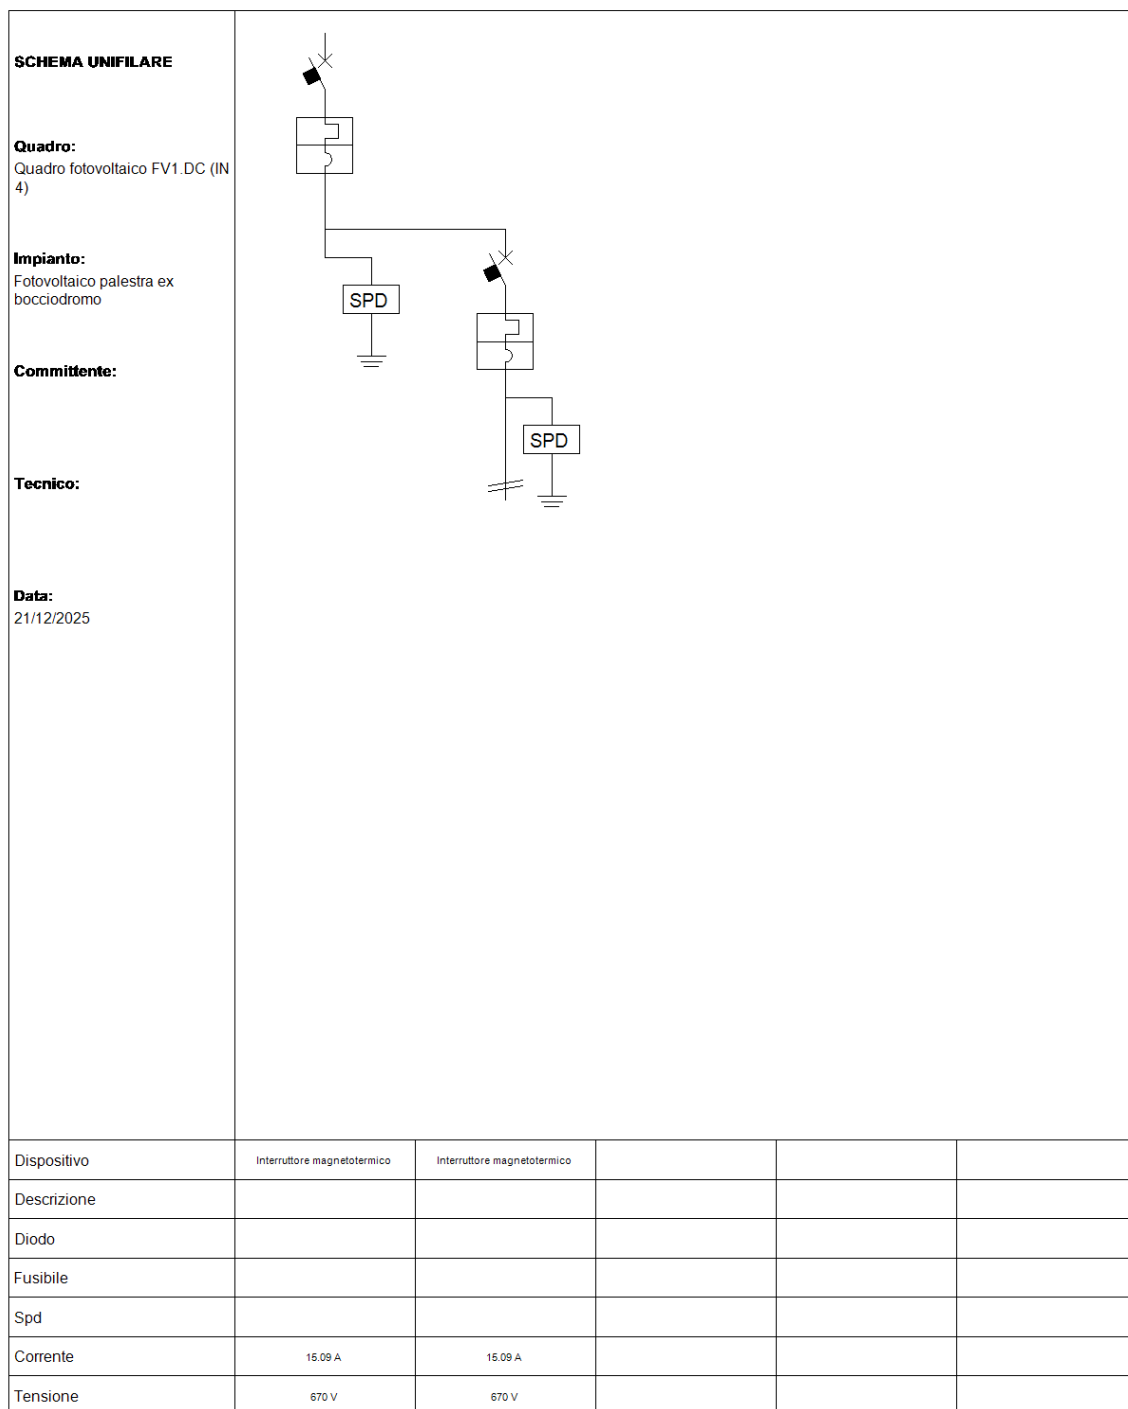 SCHEMA UNIFILARE
Quadro:
Quadro fotovoltaico FV1.DC (IN
4)
Impianto:
Fotovoltaico palestra ex
bocciodromo
Committente:
Tecnico:
Data:
21/12/2025
SPD
SPD
Dispositivo Interruttore magnetotermico Interruttore magnetotermico
Descrizione
Diodo
Fusibile
Spd
Corrente 15.09 A 15.09 A
Tensione 670 V 670 V